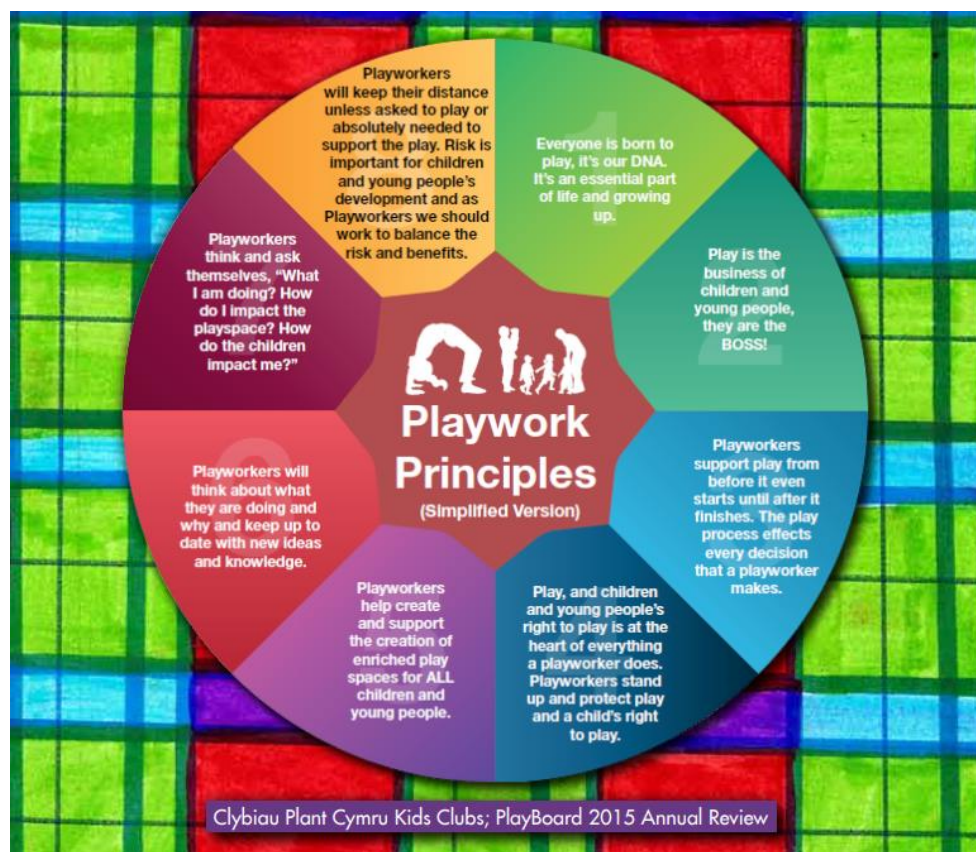 Playwork
Principles
(Simplified Version)
1
Everyone is born to
play, it's our DNA.
It's an essential part
of life and growing
up.
2
Play is the
business of
children and
young people,
they are the
BOSS!
Playworkers
support play from
before it even
starts until after it
finishes. The play
process effects
every decision
that a playworker
makes.
Play, and children
and young people's
right to play is at the
heart of everything
a playworker does.
Playworkers stand
up and protect play
and a child's right
to play.
Playworkers
help create
and support
the creation of
enriched play
spaces for ALL
children and
young people.
Playworkers will
think about what
they are doing and
why and keep up to
date with new ideas
and knowledge.
Playworkers
think and ask
themselves, "What
I am doing? How
do I impact the
playspace? How
do the children
impact me?"
Playworkers
will keep their distance
unless asked to play or
absolutely needed to
support the play. Risk is
important for children
and young people's
development and as
Playworkers we should
work to balance the
risk and benefits.
Clybiau Plant Cymru Kids Clubs; PlayBoard 2015 Annual Review